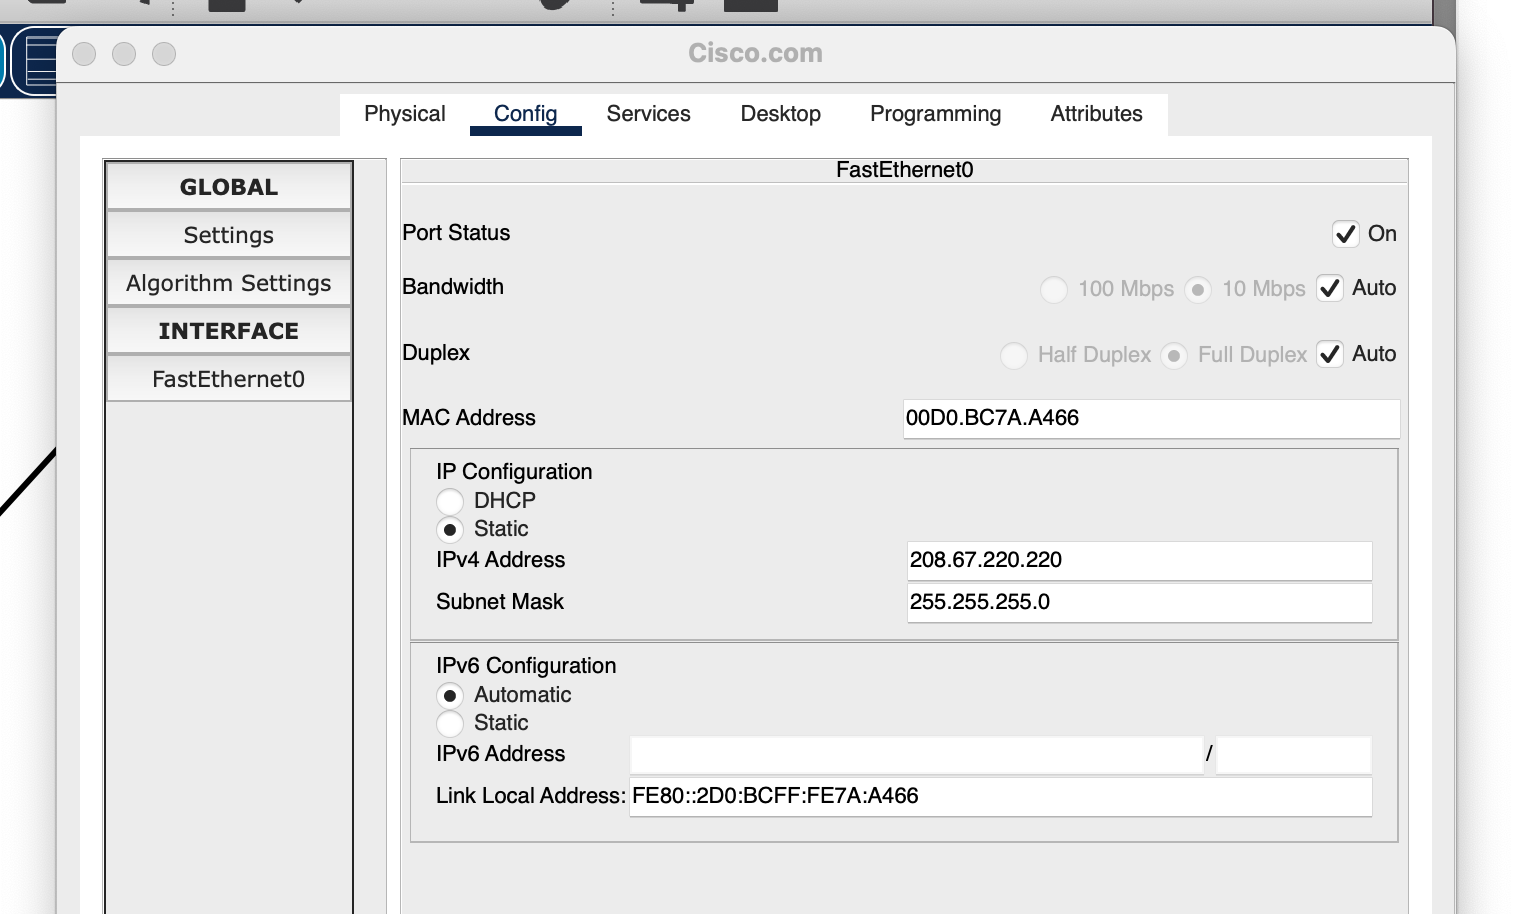 Cisco.com
Physical Config Services Desktop Programming Attributes
GLOBAL
Settings
Algorithm Settings
INTERFACE
FastEthernet0
FastEthernet0
Port Status On
Bandwidth 100 Mbps 10 Mbps Auto
Duplex Half Duplex Full Duplex Auto
MAC Address 00D0.BC7A.A466
IP Configuration
DHCP
Static
IPv4 Address 208.67.220.220
Subnet Mask 255.255.255.0
IPv6 Configuration
Automatic
Static
IPv6 Address /
Link Local Address: FE80::2D0:BCFF:FE7A:A466